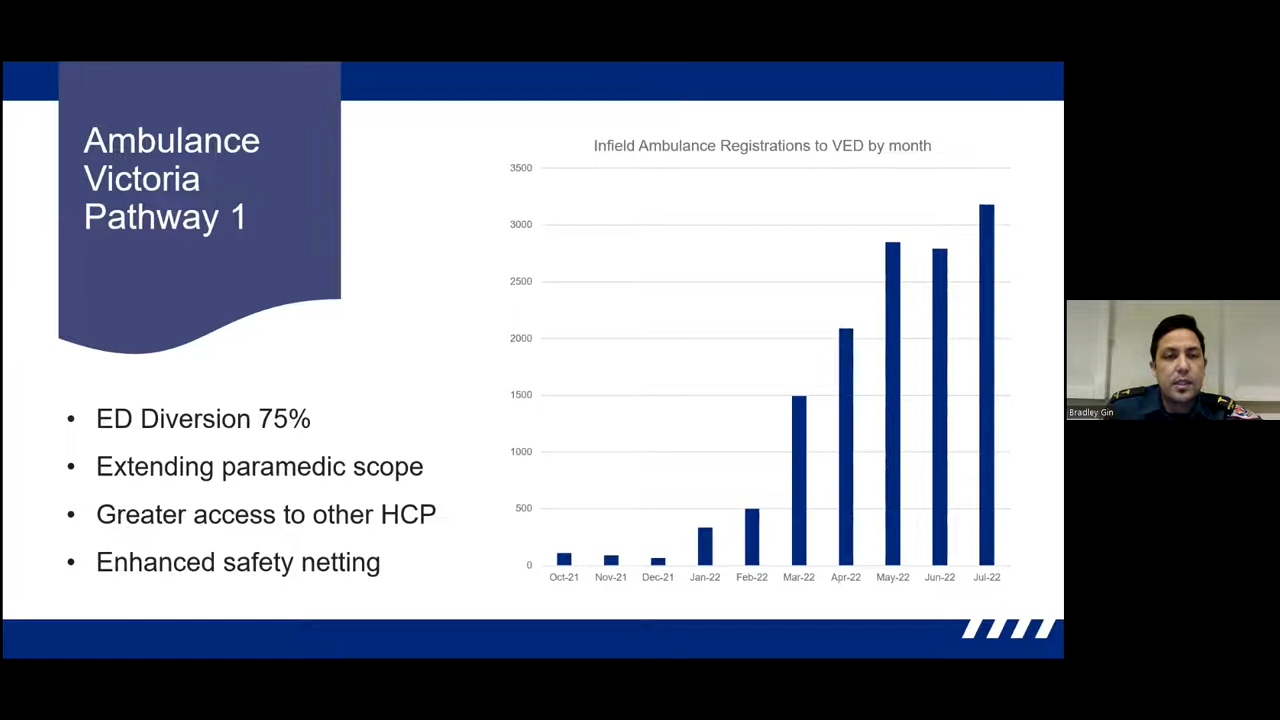 Ambulance
Victoria
Pathway 1
• ED Diversion 75%
• Extending paramedic scope
• Greater access to other HCP
• Enhanced safety netting
Infield Ambulance Registrations to VED by month
3500
3000
2500
2000
1500
1000
500
0
Oct-21 Nov-21 Dec-21 Jan-22 Feb-22 Mar-22 Apr-22 May-22 Jun-22 Jul-22
Bradley Gin